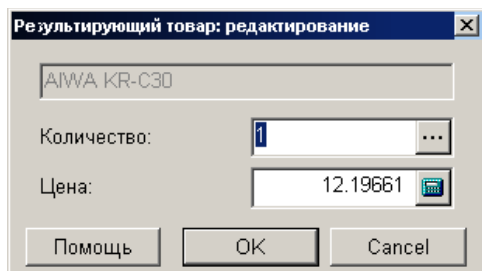 Результирующий товар: редактирование
AIWA KR-C30
Количество: 1 ...
Цена: 12.19661
Помощь OK Cancel